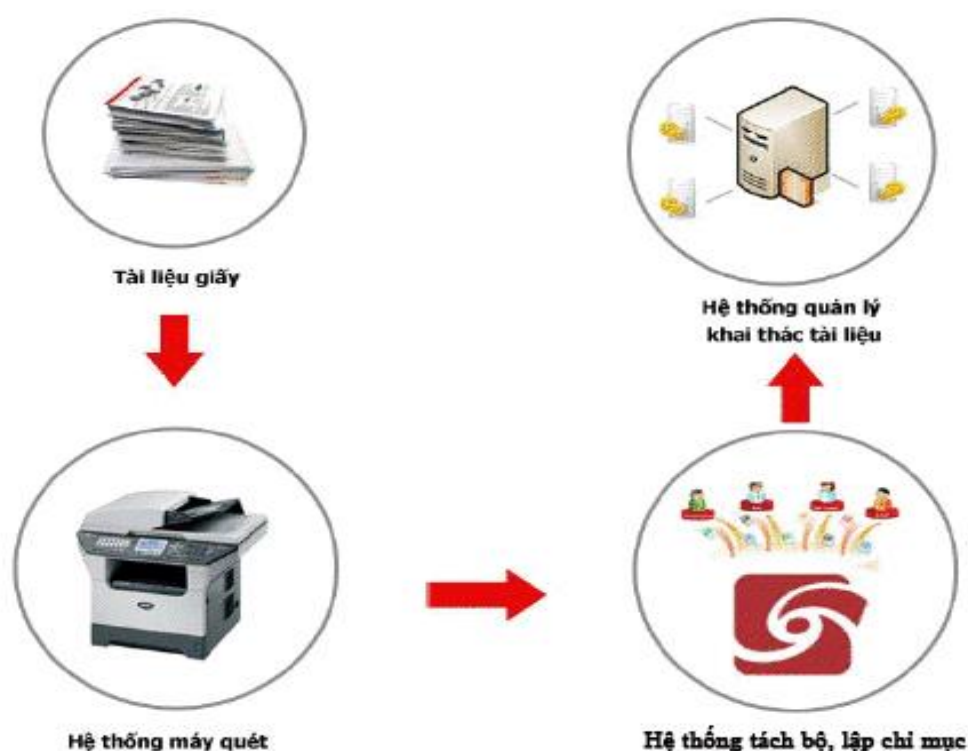 Tài liệu giấy
Hệ thống máy quét
Hệ thống tách bộ, lập chỉ mục
Hệ thống quản lý
khai thác tài liệu